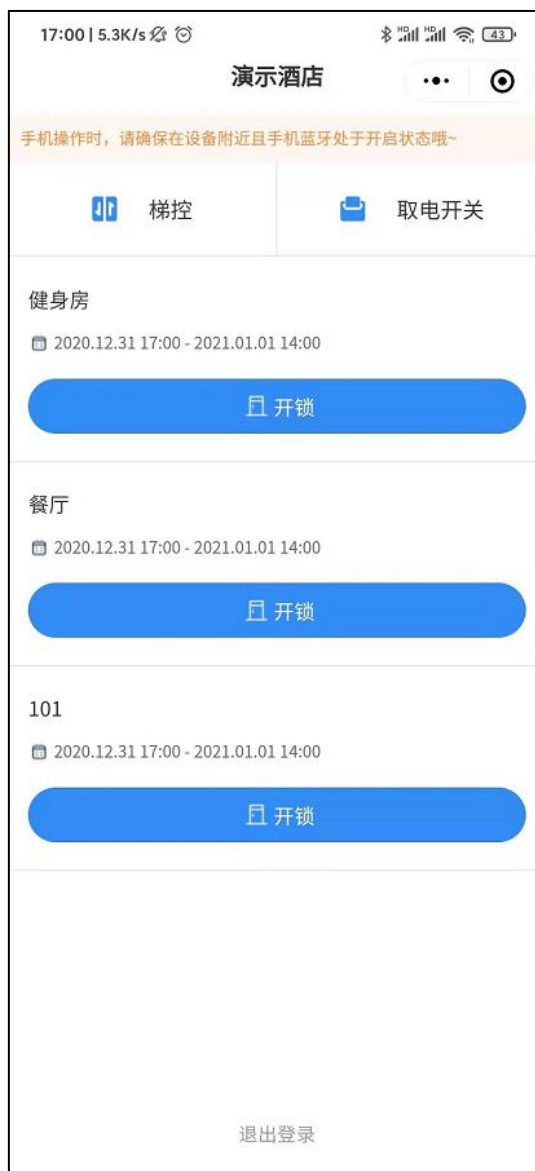 17:00 | 5.3K/s HD HD 43
演示酒店
手机操作时，请确保在设备附近且手机蓝牙处于开启状态哦~
梯控 取电开关
健身房
2020.12.31 17:00 - 2021.01.01 14:00
开锁
餐厅
2020.12.31 17:00 - 2021.01.01 14:00
开锁
101
2020.12.31 17:00 - 2021.01.01 14:00
开锁
退出登录